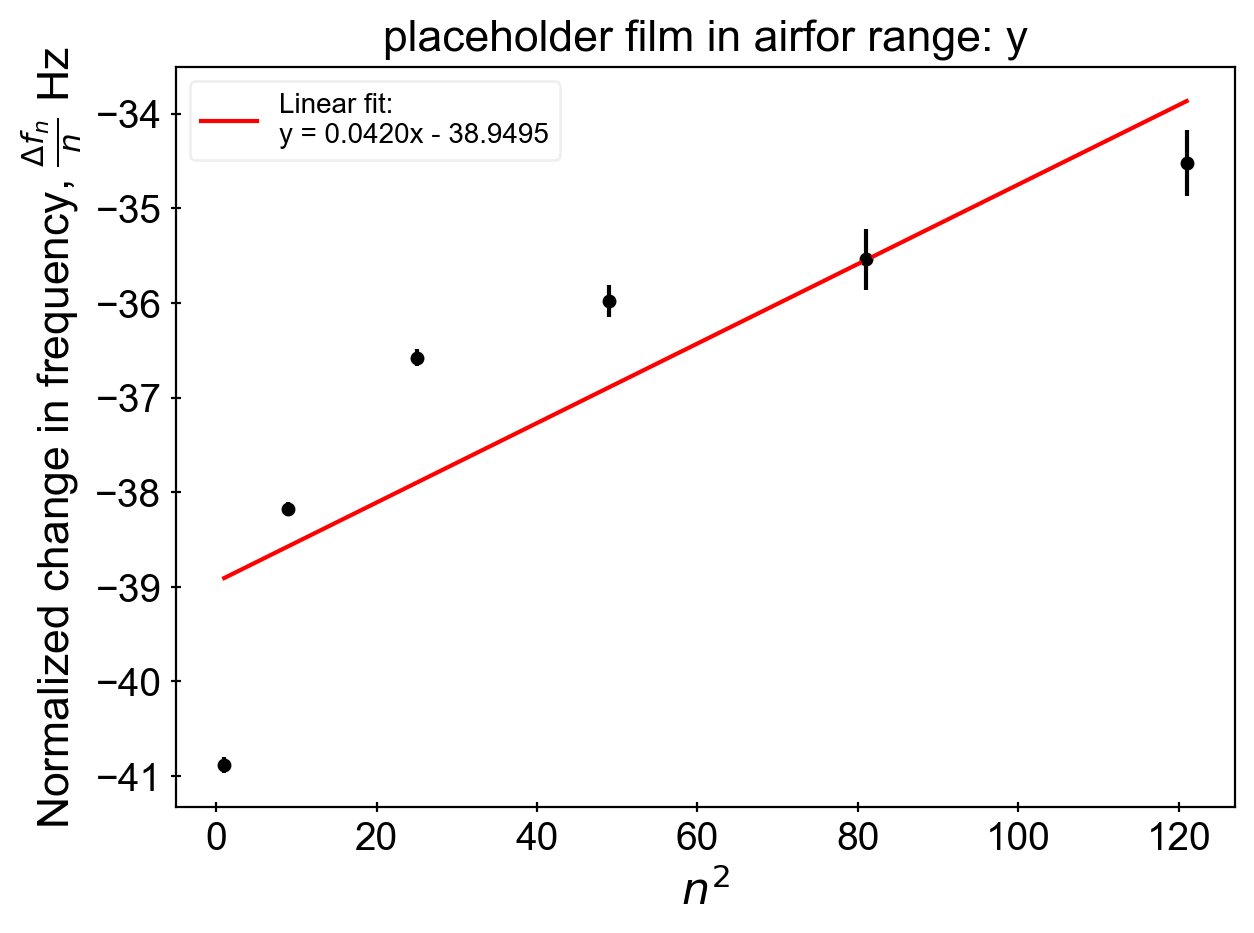 placeholder film in airfor range: y
Linear fit:
y = 0.0420x - 38.9495
Normalized change in frequency, Δfₙ/n Hz
−34
−35
−36
−37
−38
−39
−40
−41
0 20 40 60 80 100 120
n²